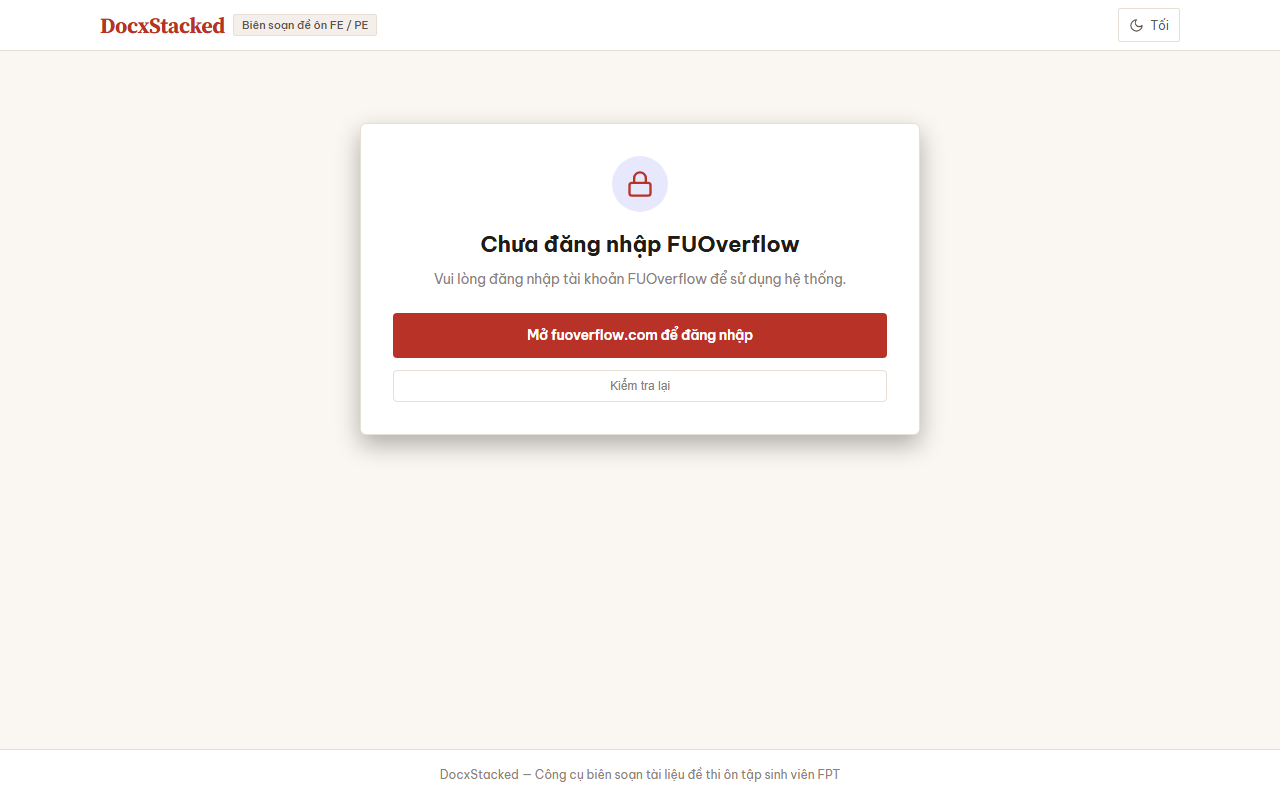 DocxStacked
Biên soạn đề ôn FE / PE
Tối
Chưa đăng nhập FUOverflow
Vui lòng đăng nhập tài khoản FUOverflow để sử dụng hệ thống.
Mở fuoverflow.com để đăng nhập
Kiểm tra lại
DocxStacked — Công cụ biên soạn tài liệu đề thi ôn tập sinh viên FPT